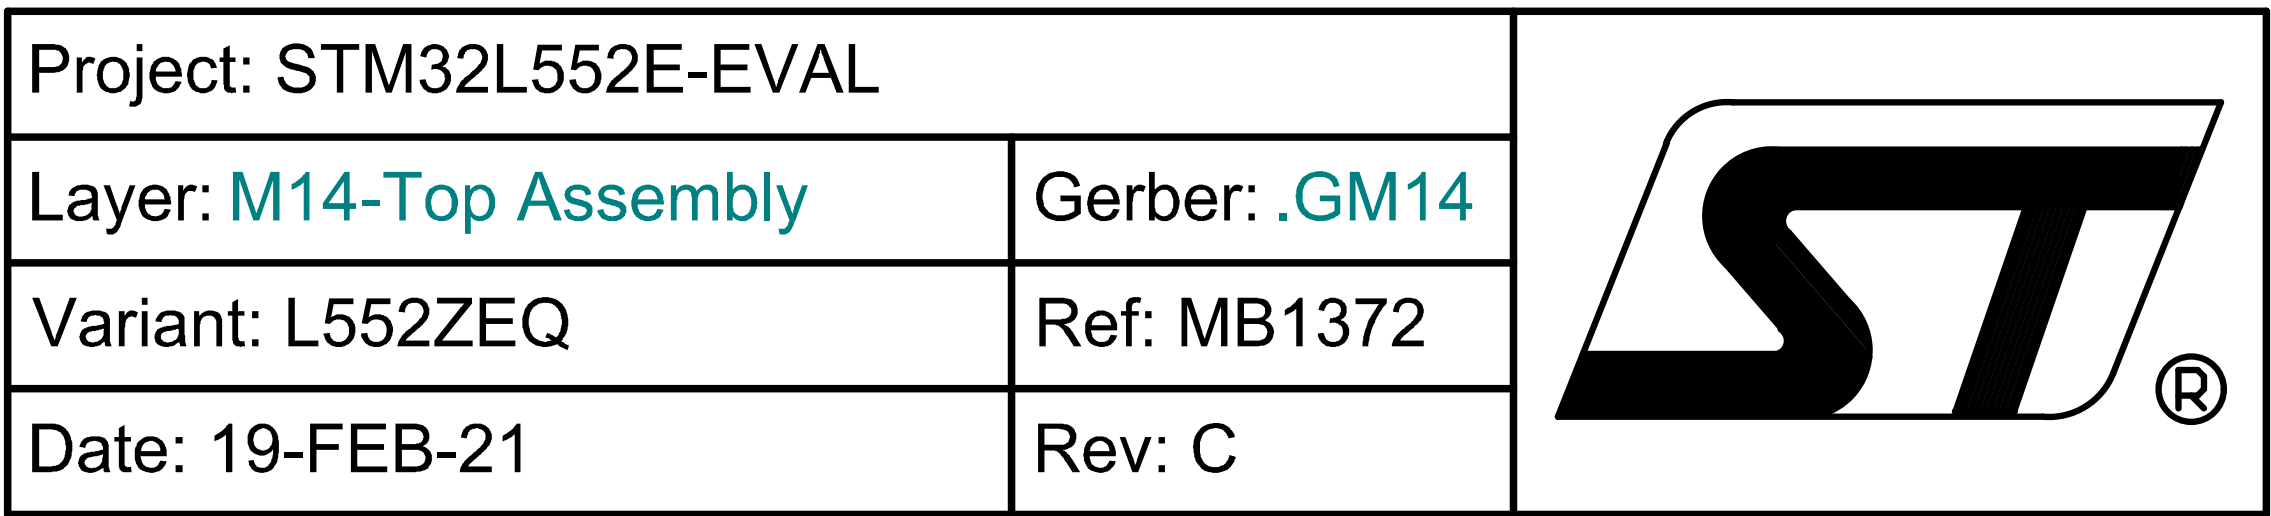 Project: STM32L552E-EVAL
Layer: M14-Top Assembly
Gerber: .GM14
Variant: L552ZEQ
Ref: MB1372
Date: 19-FEB-21
Rev: C
ST
®